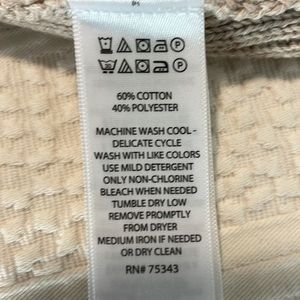 60% COTTON
40% POLYESTER
MACHINE WASH COOL -
DELICATE CYCLE
WASH WITH LIKE COLORS
USE MILD DETERGENT
ONLY NON-CHLORINE
BLEACH WHEN NEEDED
TUMBLE DRY LOW
REMOVE PROMPTLY
FROM DRYER
MEDIUM IRON IF NEEDED
OR DRY CLEAN
RN# 75343